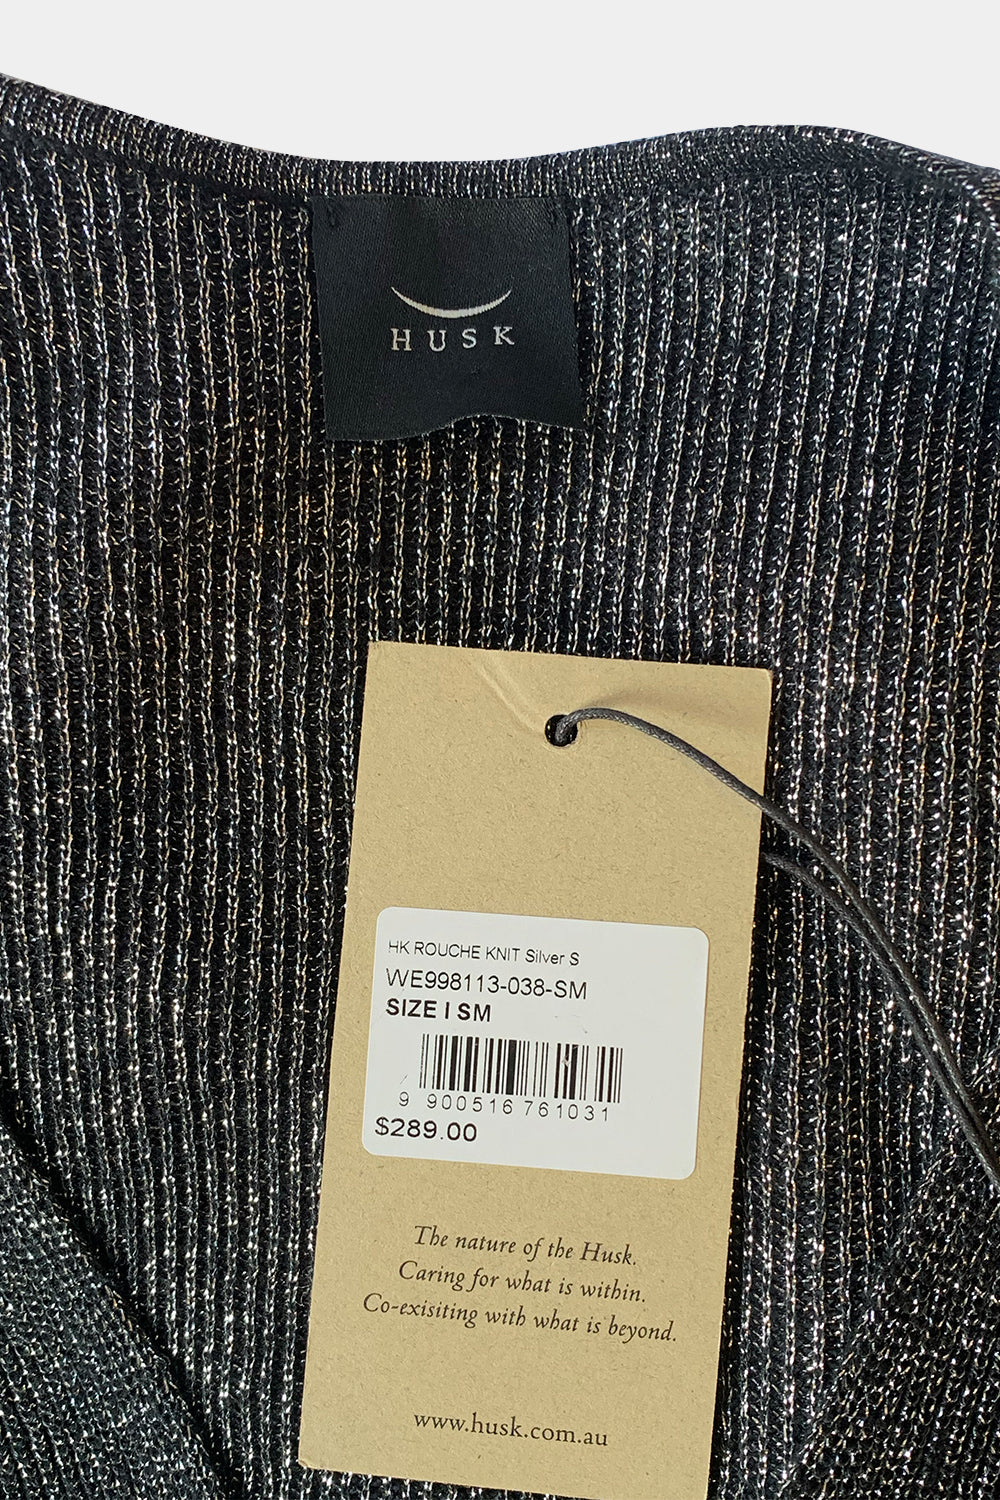 HUSK
HK ROUCHE KNIT Silver S
WE998113-038-SM
SIZE I SM
9 900516 761031
$289.00
The nature of the Husk.
Caring for what is within.
Co-exisiting with what is beyond.
www.husk.com.au